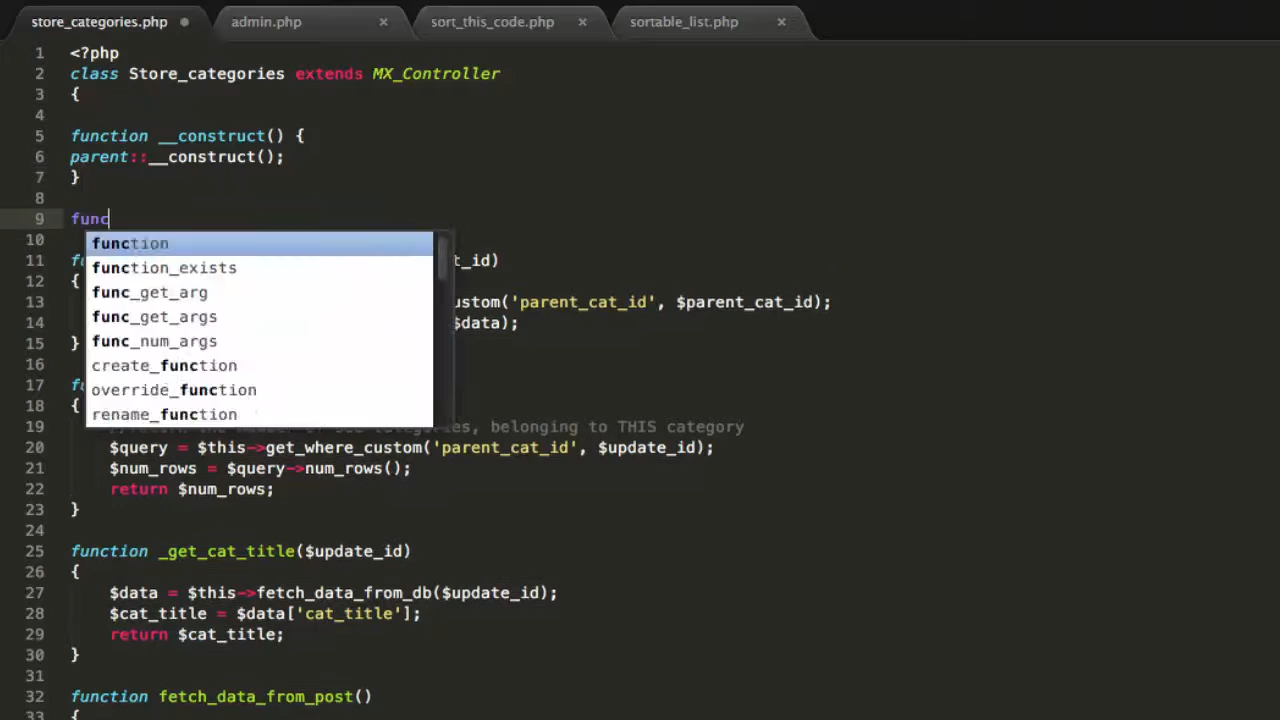 store_categories.php
admin.php ×
sort_this_code.php ×
sortable_list.php ×
1 <?php
2 class Store_categories extends MX_Controller
3 {
4
5 function __construct() {
6 parent::__construct();
7 }
8
9 func
function
10
11 fu t_id)
function_exists
12 {
func_get_arg
13 ustom('parent_cat_id', $parent_cat_id);
func_get_args
14 $data);
func_num_args
15 }
16
create_function
17 fu
override_function
18 {
rename_function
19 , belonging to THIS category
20 $query = $this->get_where_custom('parent_cat_id', $update_id);
21 $num_rows = $query->num_rows();
22 return $num_rows;
23 }
24
25 function _get_cat_title($update_id)
26 {
27 $data = $this->fetch_data_from_db($update_id);
28 $cat_title = $data['cat_title'];
29 return $cat_title;
30 }
31
32 function fetch_data_from_post()
33 {